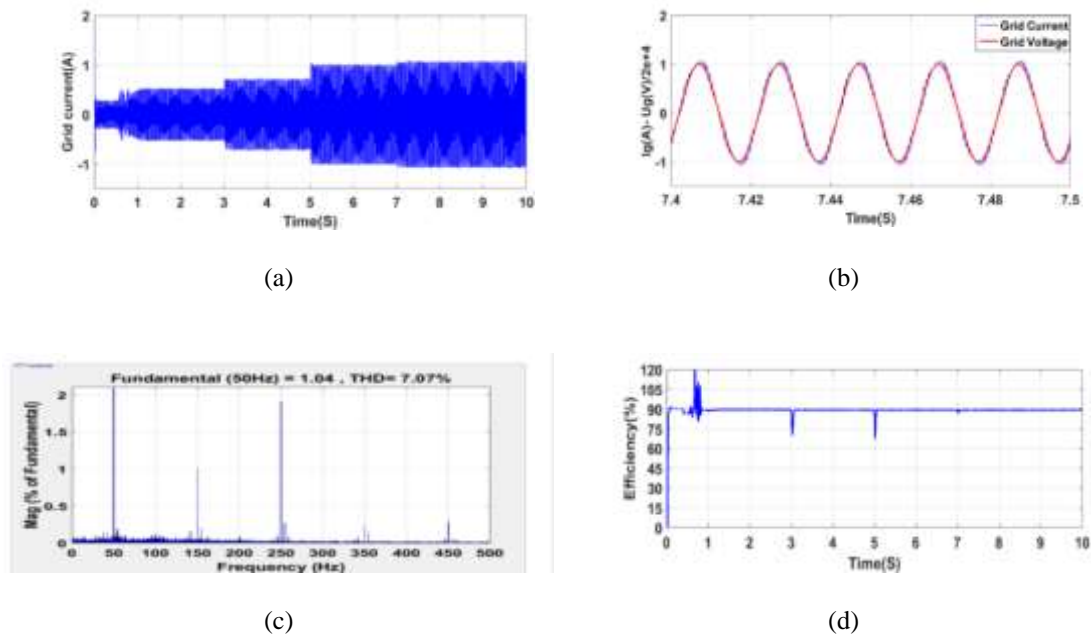 2
1
0
-1
Grid current(A)
0 1 2 3 4 5 6 7 8 9 10
Time(S)
(a)
2
1
0
-1
Ig(A)- Ug(V)/2e+4
Grid Current
Grid Voltage
7.4 7.42 7.44 7.46 7.48 7.5
Time(S)
(b)
Fundamental (50Hz) = 1.04 , THD= 7.07%
2
1.5
1
0.5
0
Mag (% of Fundamental)
0 50 100 150 200 250 300 350 400 450 500
Frequency (Hz)
(c)
120
105
90
75
60
45
30
15
0
Efficiency(%)
0 1 2 3 4 5 6 7 8 9 10
Time(S)
(d)